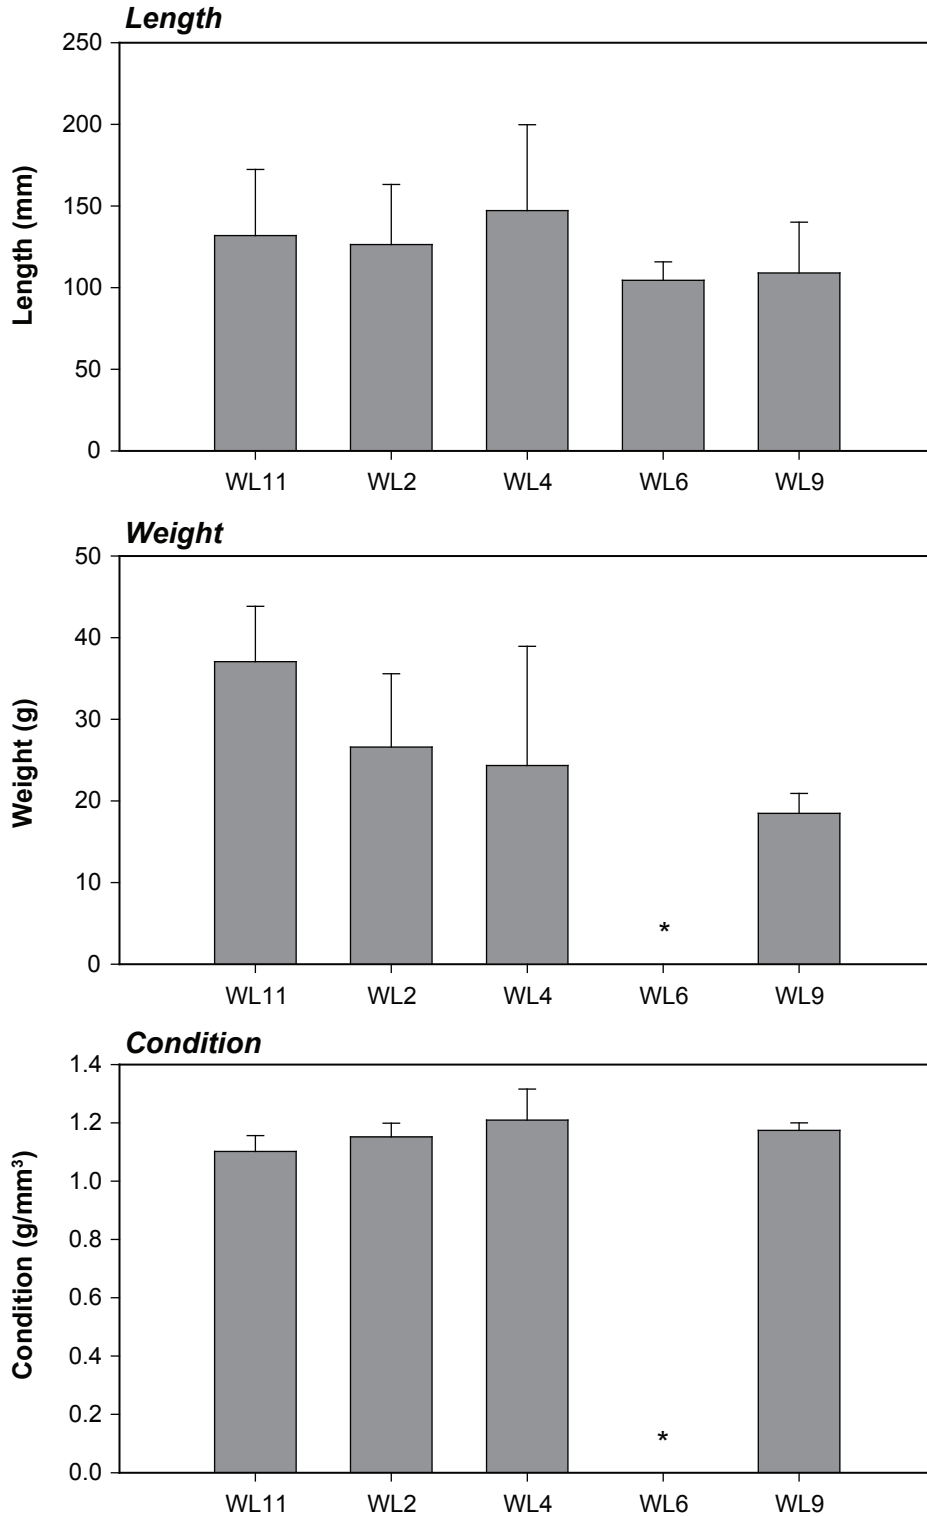 Length
250
200
150
100
50
0
Length (mm)
WL11 WL2 WL4 WL6 WL9
Weight
50
40
30
20
10
0
Weight (g)
*
WL11 WL2 WL4 WL6 WL9
Condition
1.4
1.2
1.0
0.8
0.6
0.4
0.2
0.0
Condition (g/mm³)
*
WL11 WL2 WL4 WL6 WL9